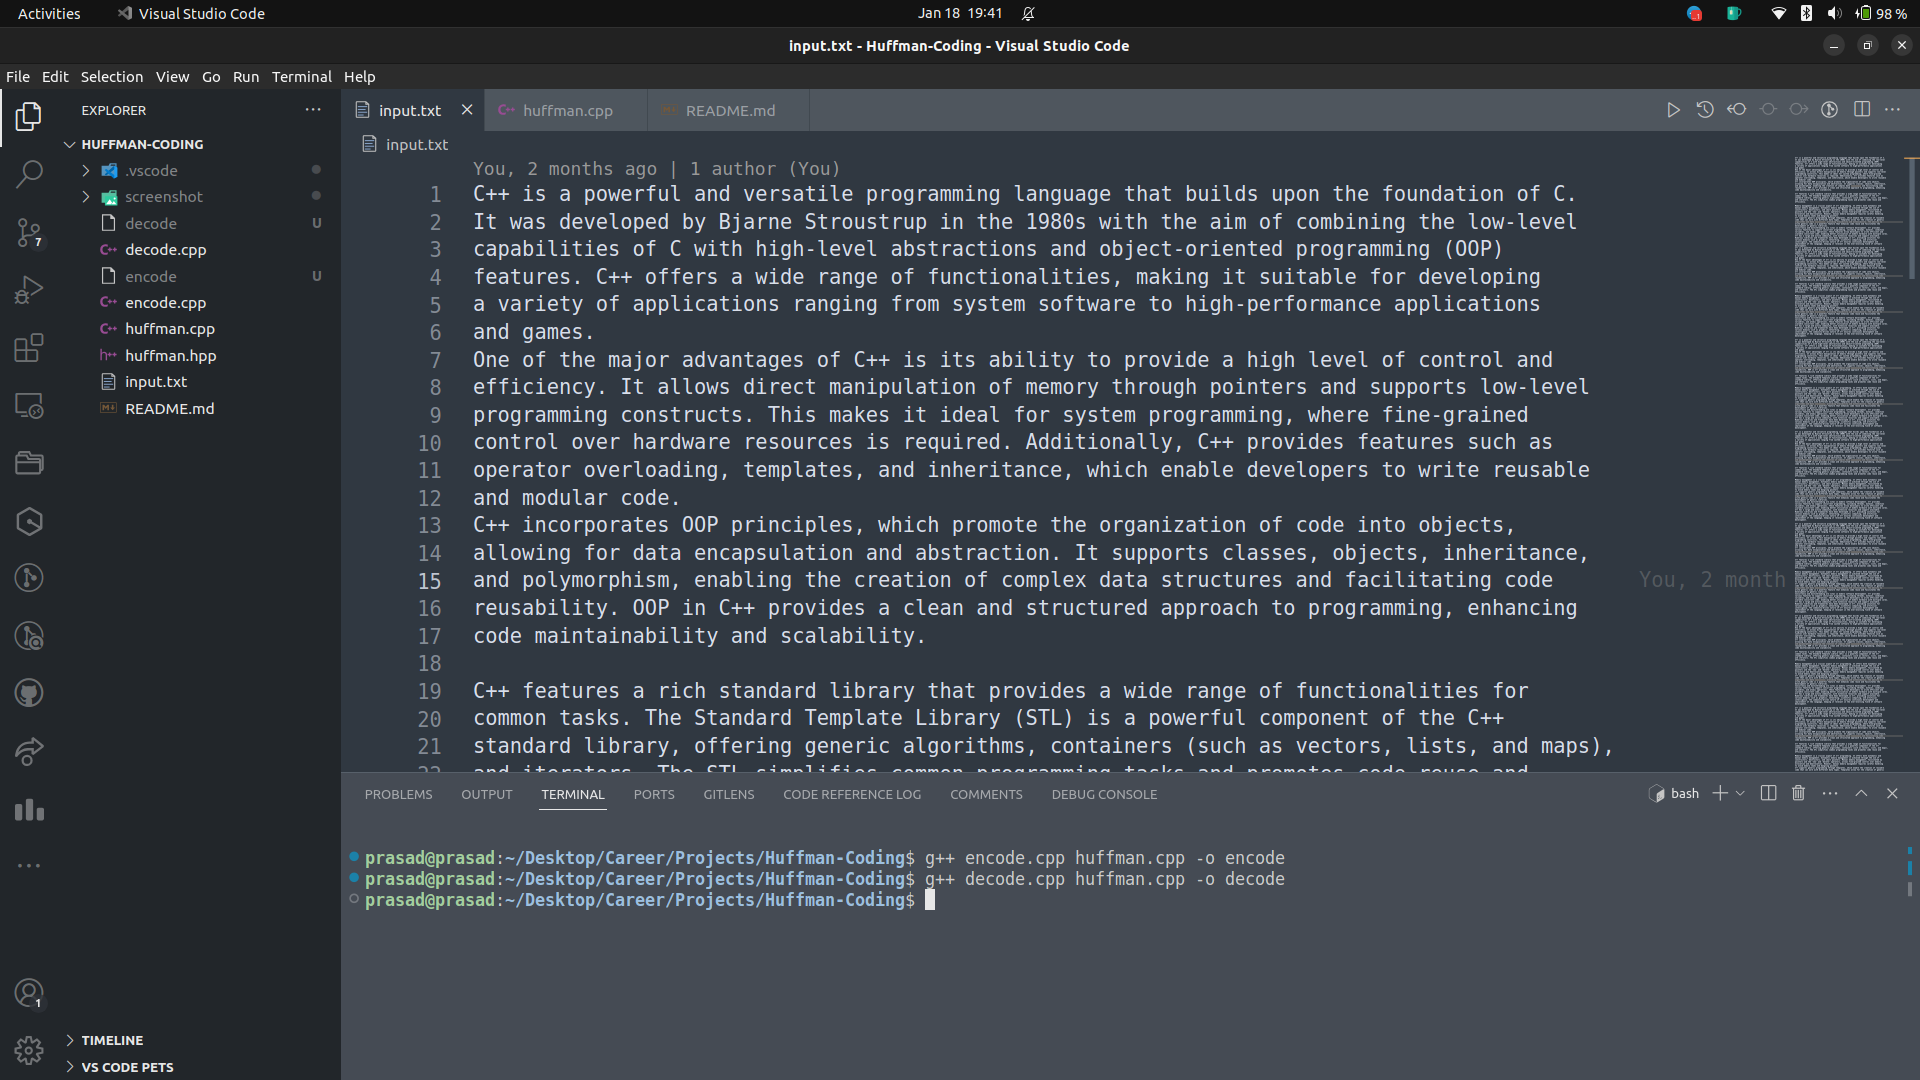 Activities
Visual Studio Code
Jan 18 19:41
98 %
input.txt - Huffman-Coding - Visual Studio Code
File Edit Selection View Go Run Terminal Help
EXPLORER
HUFFMAN-CODING
.vscode
screenshot
decode U
decode.cpp
encode U
encode.cpp
huffman.cpp
huffman.hpp
input.txt
README.md
7
1
TIMELINE
VS CODE PETS
input.txt
huffman.cpp
README.md
input.txt
You, 2 months ago | 1 author (You)
1 C++ is a powerful and versatile programming language that builds upon the foundation of C.
2 It was developed by Bjarne Stroustrup in the 1980s with the aim of combining the low-level
3 capabilities of C with high-level abstractions and object-oriented programming (OOP)
4 features. C++ offers a wide range of functionalities, making it suitable for developing
5 a variety of applications ranging from system software to high-performance applications
6 and games.
7 One of the major advantages of C++ is its ability to provide a high level of control and
8 efficiency. It allows direct manipulation of memory through pointers and supports low-level
9 programming constructs. This makes it ideal for system programming, where fine-grained
10 control over hardware resources is required. Additionally, C++ provides features such as
11 operator overloading, templates, and inheritance, which enable developers to write reusable
12 and modular code.
13 C++ incorporates OOP principles, which promote the organization of code into objects,
14 allowing for data encapsulation and abstraction. It supports classes, objects, inheritance,
15 and polymorphism, enabling the creation of complex data structures and facilitating code You, 2 month
16 reusability. OOP in C++ provides a clean and structured approach to programming, enhancing
17 code maintainability and scalability.
18
19 C++ features a rich standard library that provides a wide range of functionalities for
20 common tasks. The Standard Template Library (STL) is a powerful component of the C++
21 standard library, offering generic algorithms, containers (such as vectors, lists, and maps),
22 and iterators. The STL simplifies common programming tasks and promotes code reuse and
PROBLEMS OUTPUT TERMINAL PORTS GITLENS CODE REFERENCE LOG COMMENTS DEBUG CONSOLE
bash
prasad@prasad:~/Desktop/Career/Projects/Huffman-Coding$ g++ encode.cpp huffman.cpp -o encode
prasad@prasad:~/Desktop/Career/Projects/Huffman-Coding$ g++ decode.cpp huffman.cpp -o decode
prasad@prasad:~/Desktop/Career/Projects/Huffman-Coding$